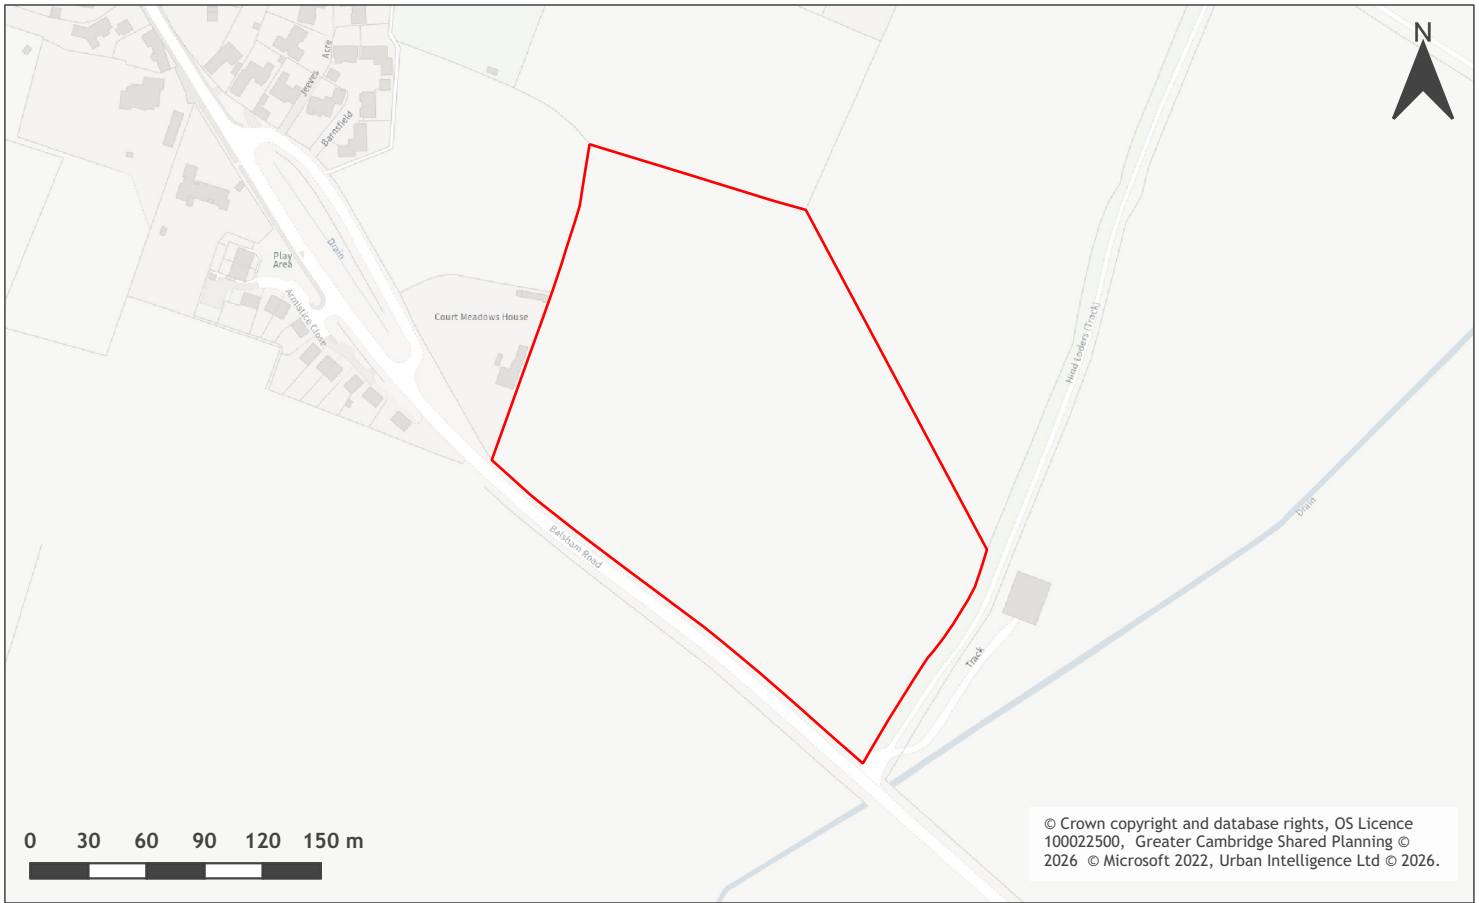 N
Jeeves
Acre
Barnsfield
Drain
Play
Area
Armistice Close
Court Meadows House
Hind Loders (Track)
Balsham Road
Drain
Track
0 30 60 90 120 150 m
© Crown copyright and database rights, OS Licence
100022500, Greater Cambridge Shared Planning ©
2026 © Microsoft 2022, Urban Intelligence Ltd © 2026.